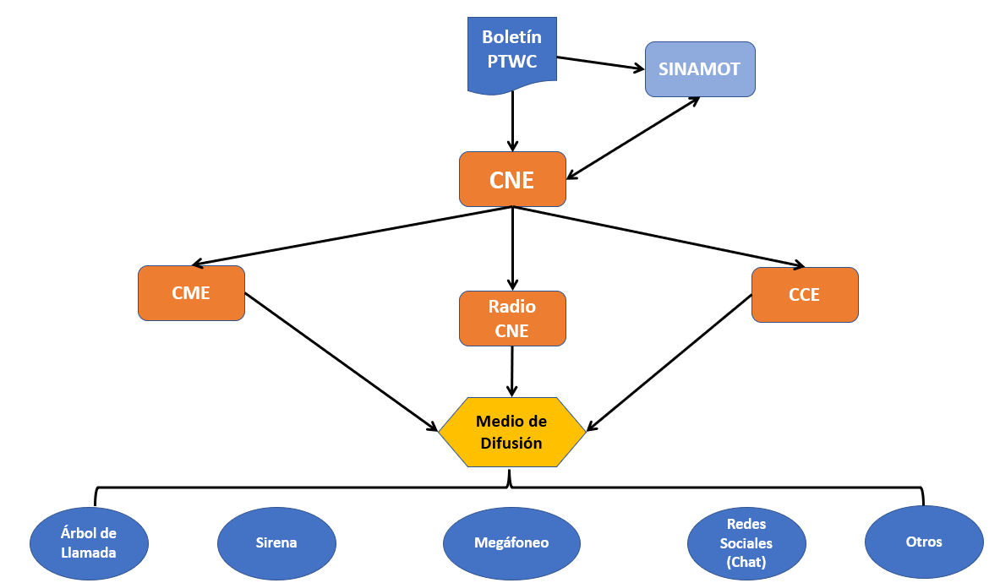 Boletín
PTWC
SINAMOT
CNE
CME
Radio
CNE
CCE
Medio de
Difusión
Árbol de
Llamada
Sirena
Megáfoneo
Redes
Sociales
(Chat)
Otros